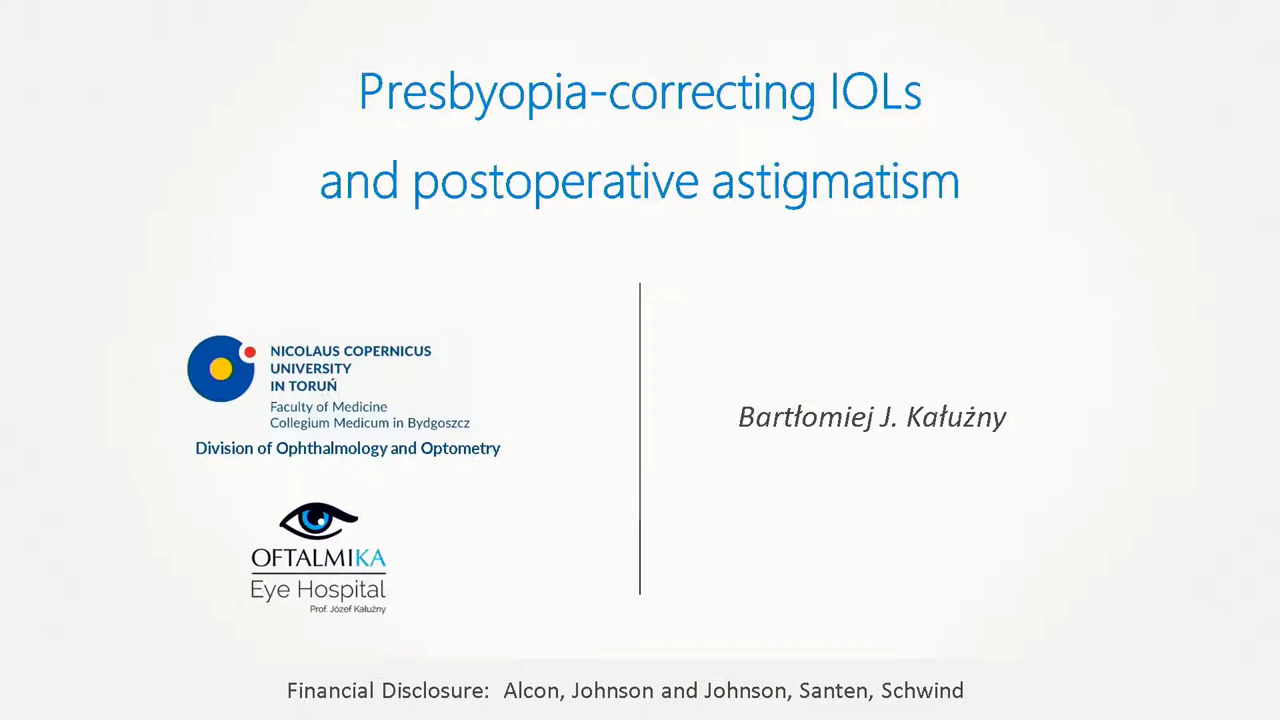 Presbyopia-correcting IOLs
and postoperative astigmatism
NICOLAUS COPERNICUS
UNIVERSITY
IN TORUŃ
Faculty of Medicine
Collegium Medicum in Bydgoszcz
Division of Ophthalmology and Optometry
OFTALMIKA
Eye Hospital
Prof. Józef Kałużny
Bartłomiej J. Kałużny
Financial Disclosure: Alcon, Johnson and Johnson, Santen, Schwind